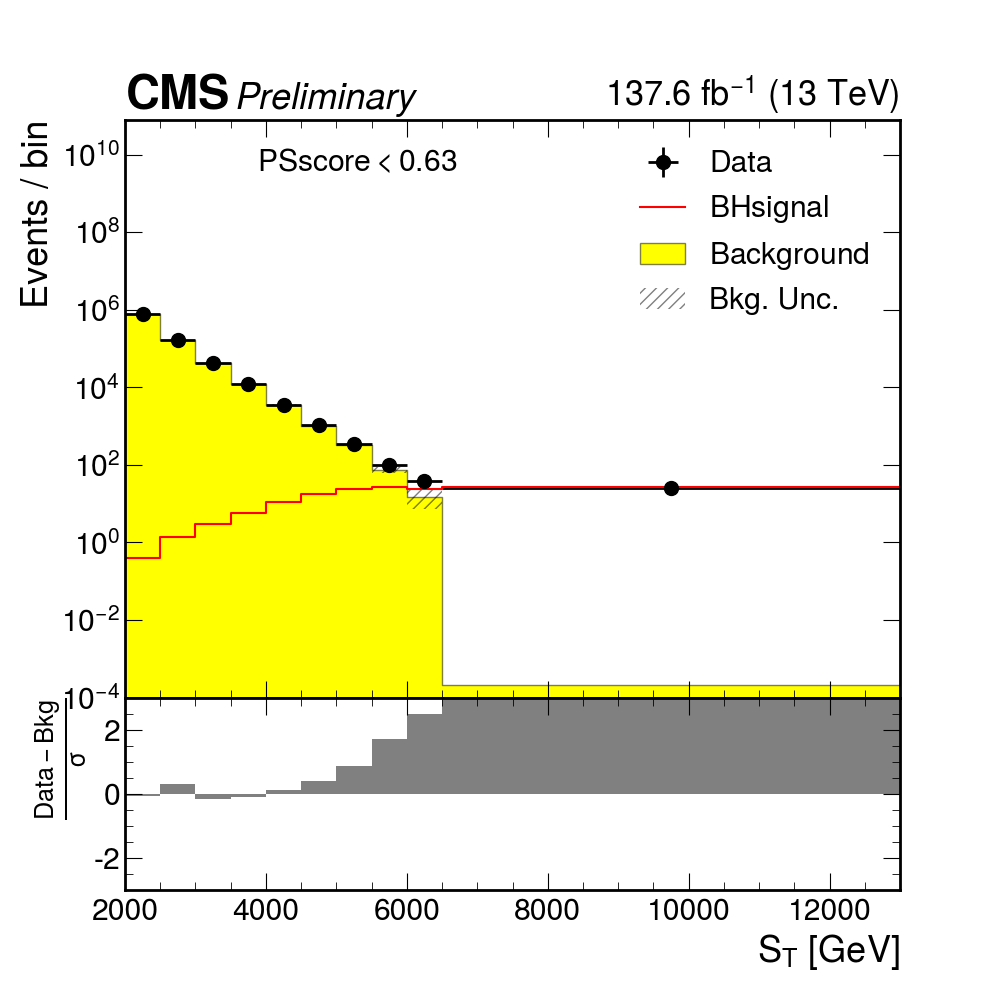 CMS Preliminary 137.6 fb⁻¹ (13 TeV)
Events / bin
PSscore < 0.63
Data
BHsignal
Background
Bkg. Unc.
10¹⁰
10⁸
10⁶
10⁴
10²
10⁰
10⁻²
10⁻⁴
Data – Bkg
σ
2
0
-2
2000 4000 6000 8000 10000 12000
S_T [GeV]